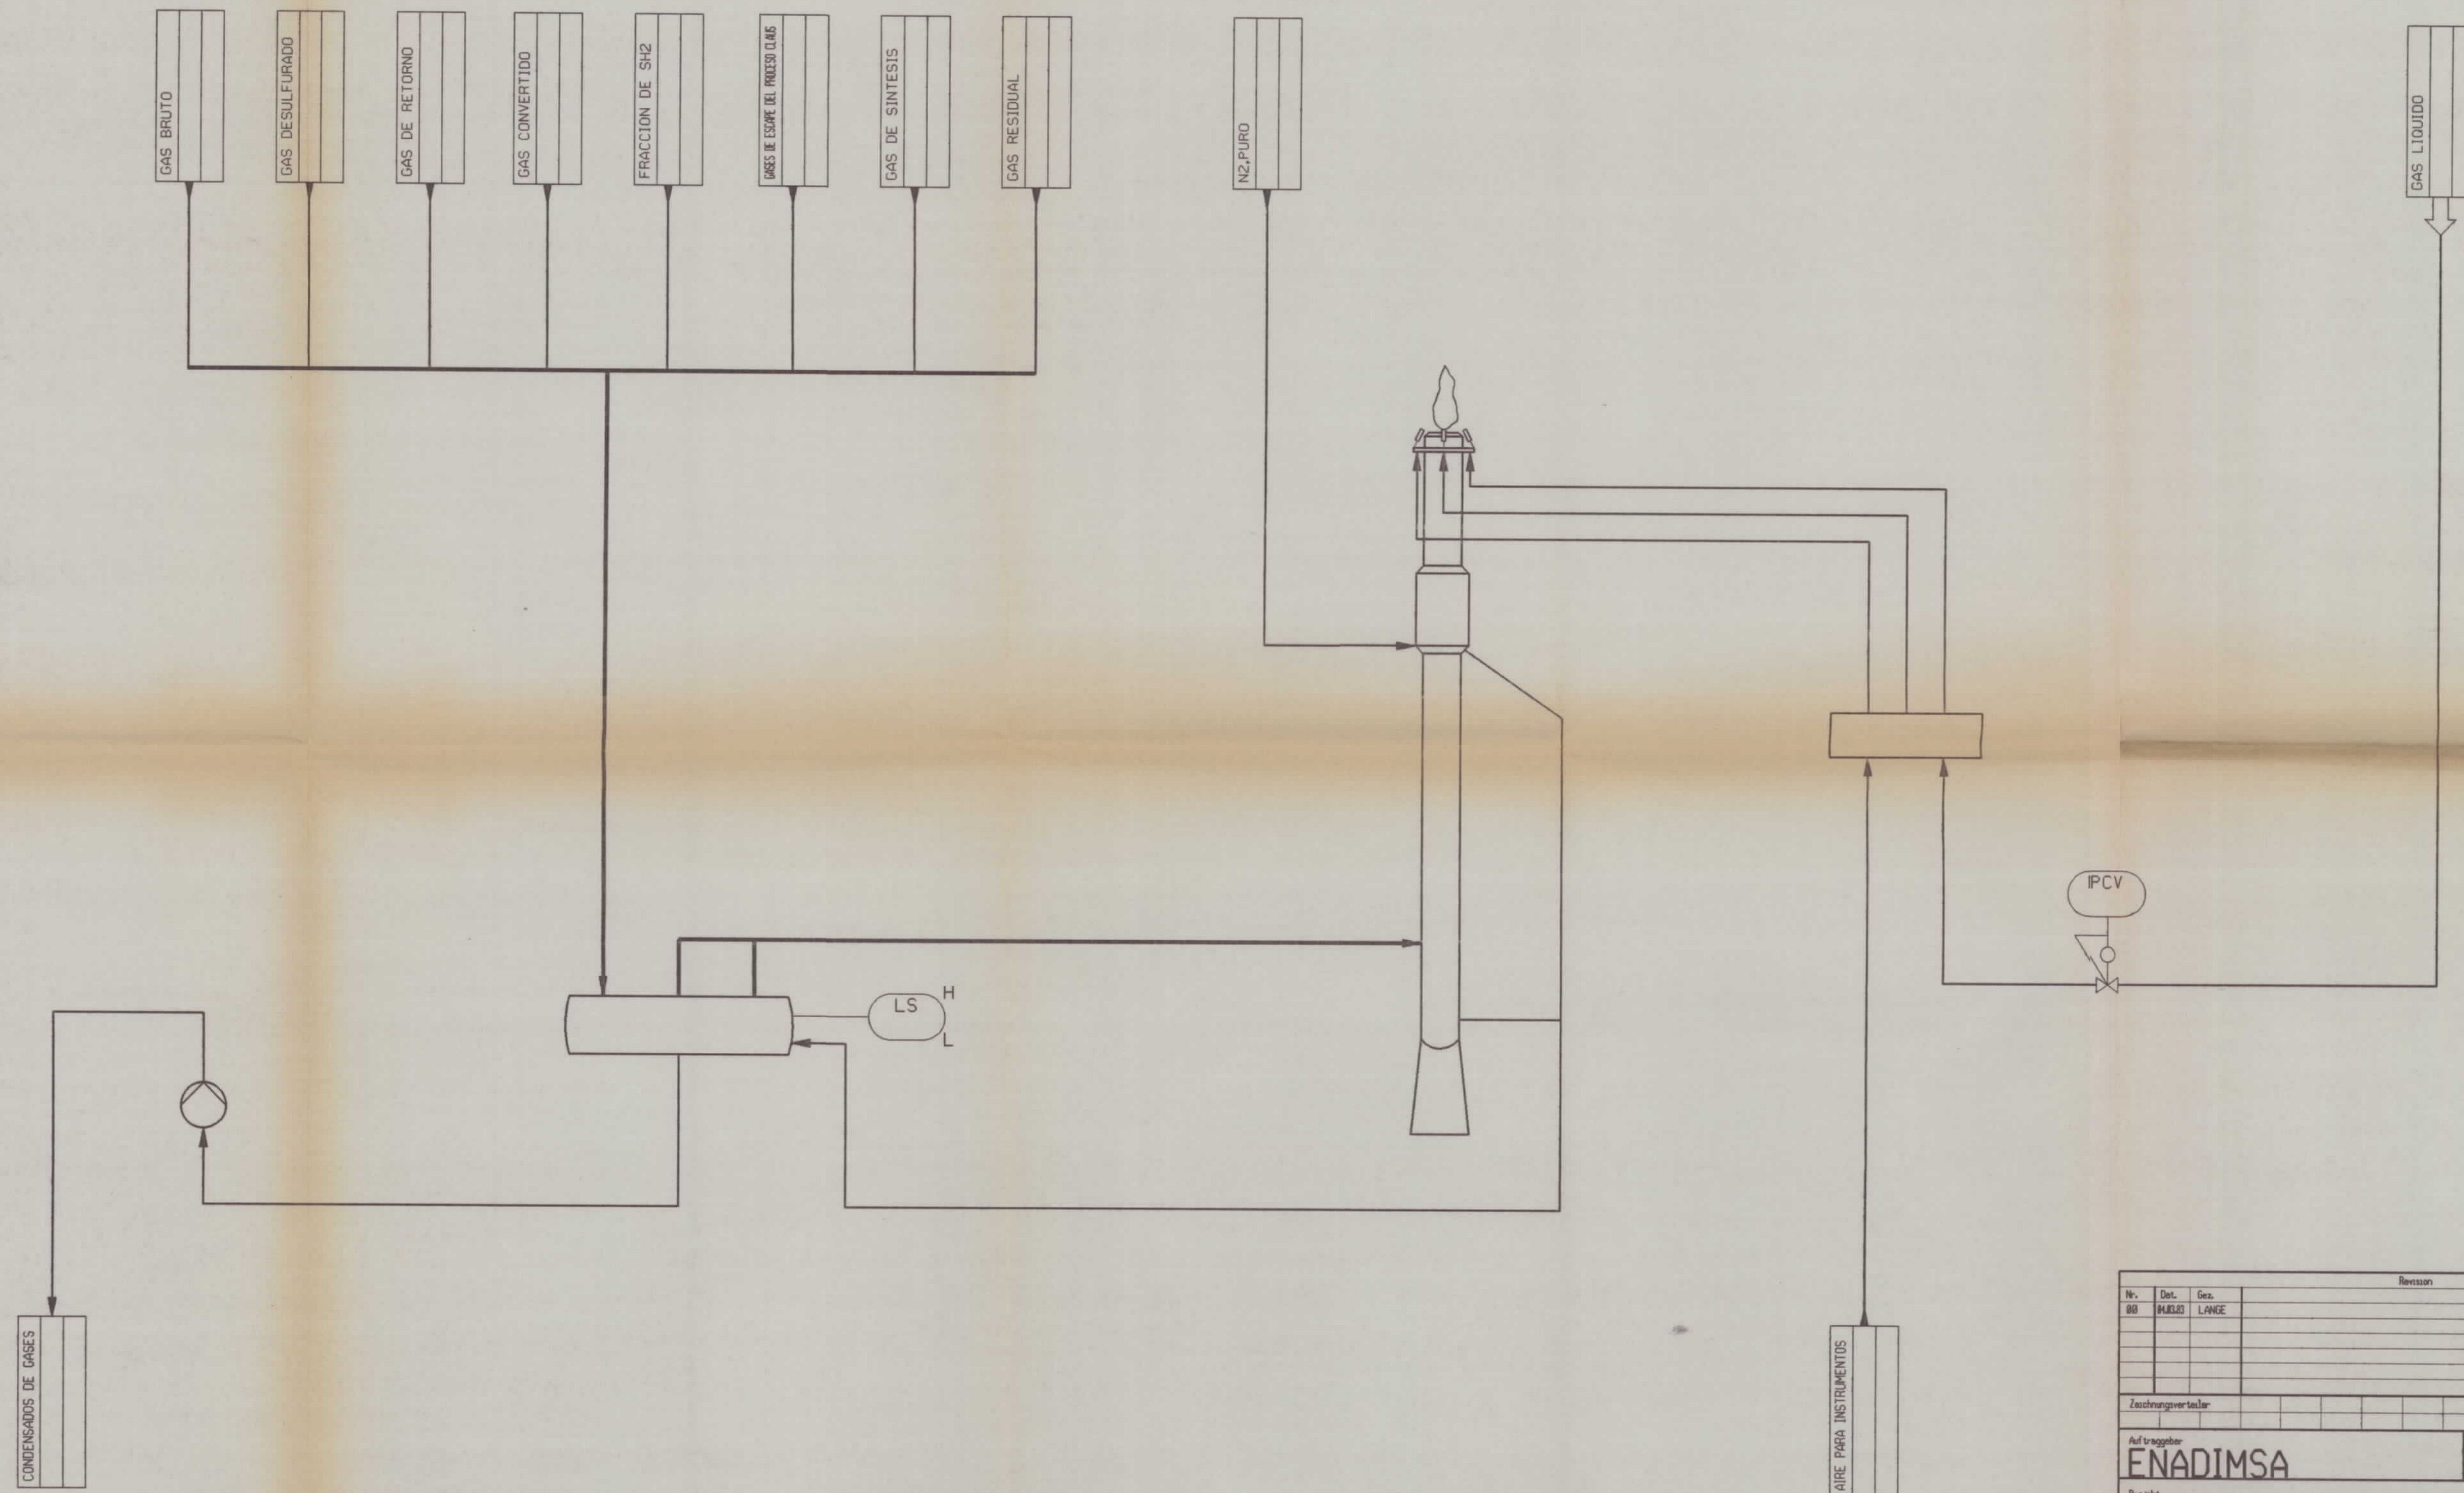 GAS BRUTO
GAS DESULFURADO
GAS DE RETORNO
GAS CONVERTIDO
FRACCION DE SH2
GASES DE ESCAPE DEL PROCESO CLAUS
GAS DE SINTESIS
GAS RESIDUAL
N2,PURO
GAS LIQUIDO
IPCV
LS
H
L
CONDENSADOS DE GASES
AIRE PARA INSTRUMENTOS
Revision
Nr. Dat. Gez.
00 LANGE
Zeichnungsverteiler
Auftraggeber
ENADIMSA